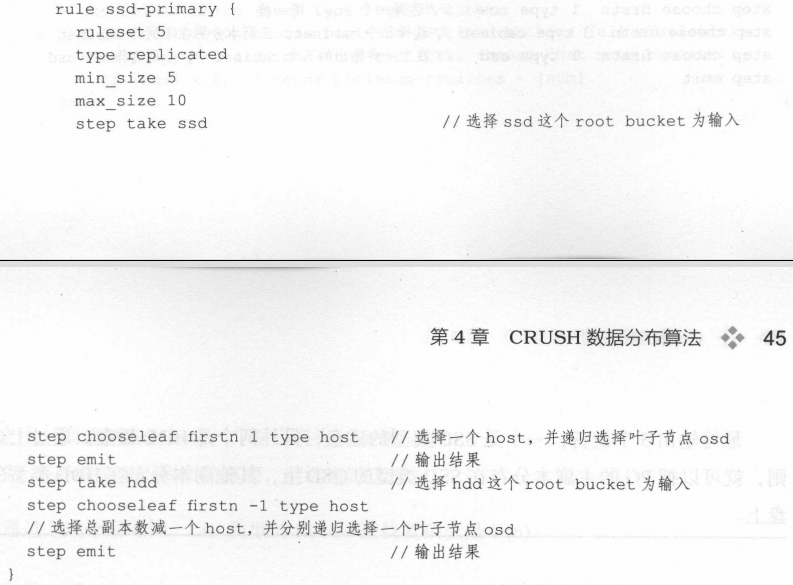 rule ssd-primary {
ruleset 5
type replicated
min_size 5
max_size 10
step take ssd //选择 ssd 这个 root bucket 为输入
第 4 章 CRUSH 数据分布算法 45
step chooseleaf firstn 1 type host //选择一个 host，并递归选择叶子节点 osd
step emit //输出结果
step take hdd //选择 hdd 这个 root bucket 为输入
step chooseleaf firstn -1 type host
//选择总副本数减一个 host，并分别递归选择一个叶子节点 osd
step emit //输出结果
}